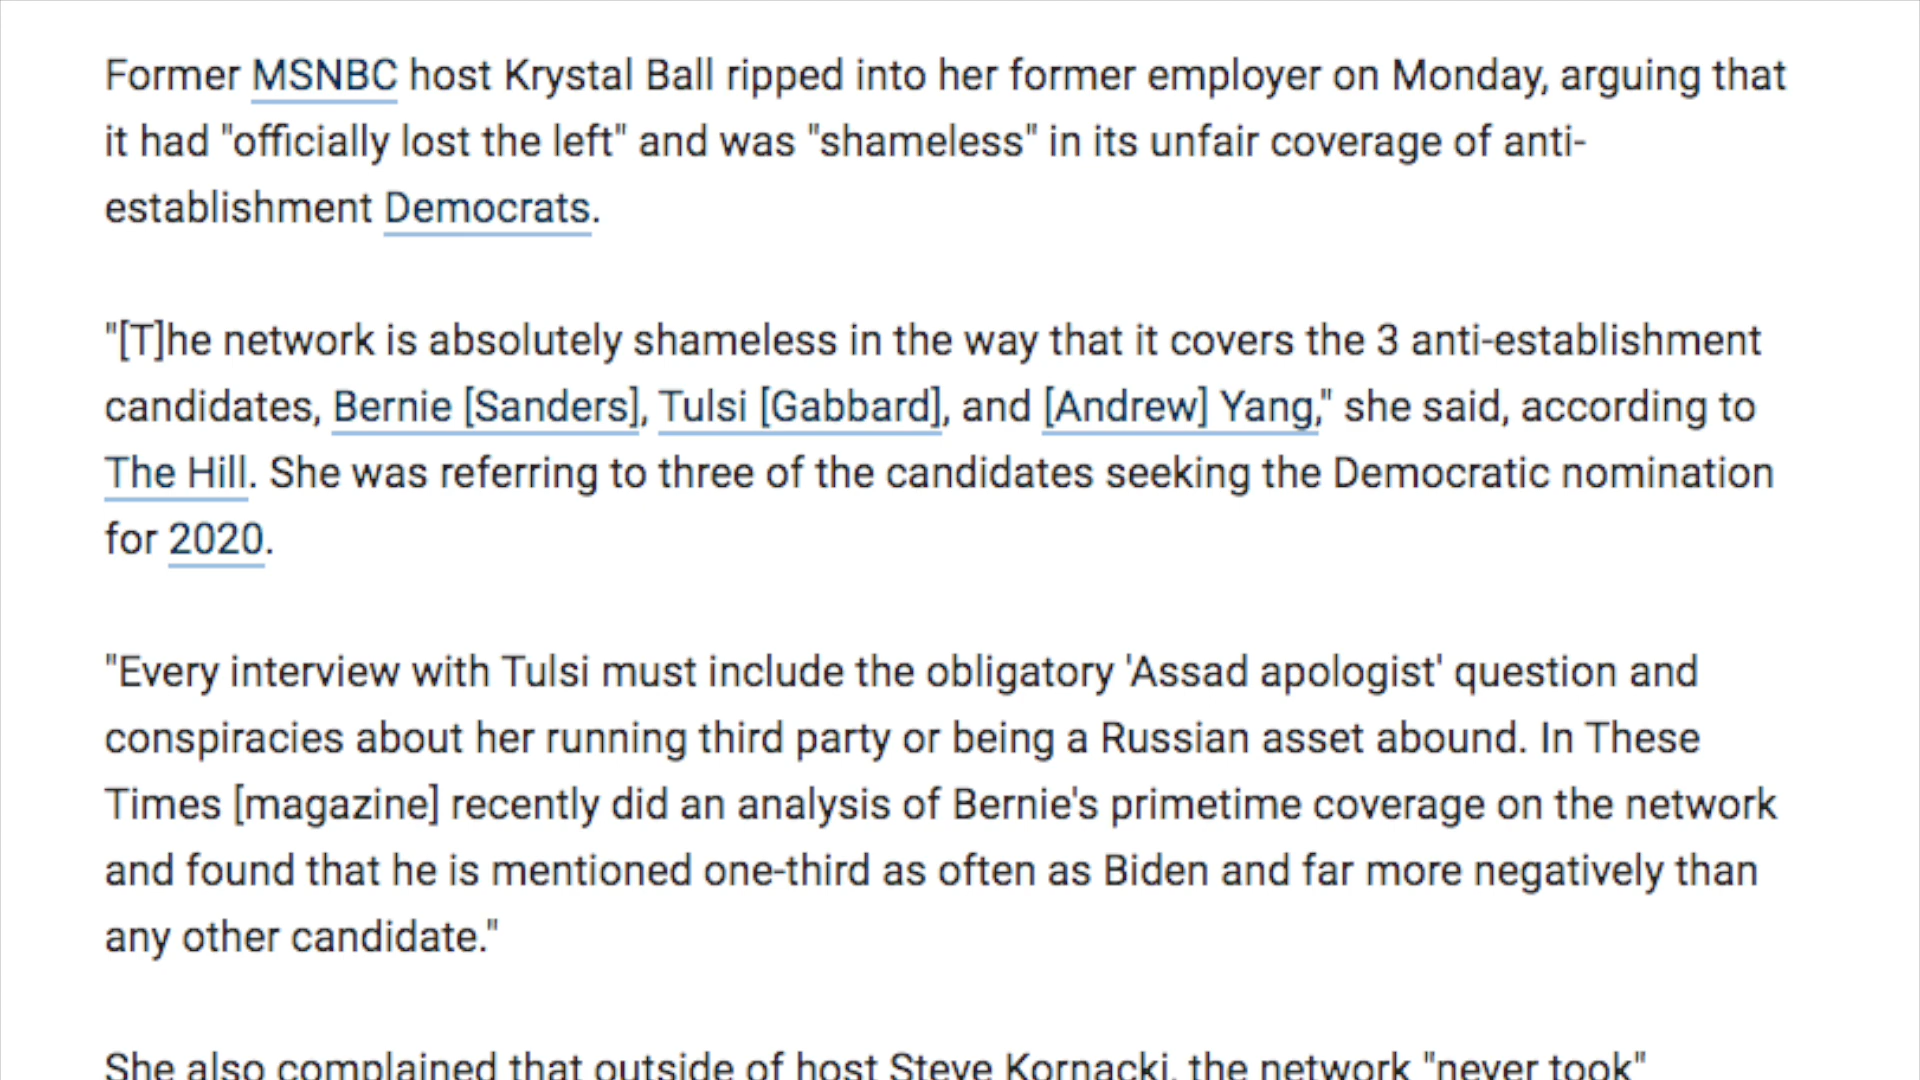 Former MSNBC host Krystal Ball ripped into her former employer on Monday, arguing that
it had "officially lost the left" and was "shameless" in its unfair coverage of anti-
establishment Democrats.
"[T]he network is absolutely shameless in the way that it covers the 3 anti-establishment
candidates, Bernie [Sanders], Tulsi [Gabbard], and [Andrew] Yang," she said, according to
The Hill. She was referring to three of the candidates seeking the Democratic nomination
for 2020.
"Every interview with Tulsi must include the obligatory 'Assad apologist' question and
conspiracies about her running third party or being a Russian asset abound. In These
Times [magazine] recently did an analysis of Bernie's primetime coverage on the network
and found that he is mentioned one-third as often as Biden and far more negatively than
any other candidate."
She also complained that outside of host Steve Kornacki, the network "never took"